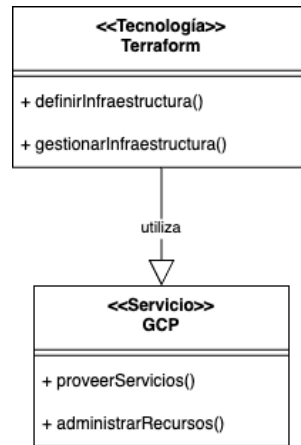 <<Tecnología>>
Terraform
+ definirInfraestructura()
+ gestionarInfraestructura()
utiliza
<<Servicio>>
GCP
+ proveerServicios()
+ administrarRecursos()